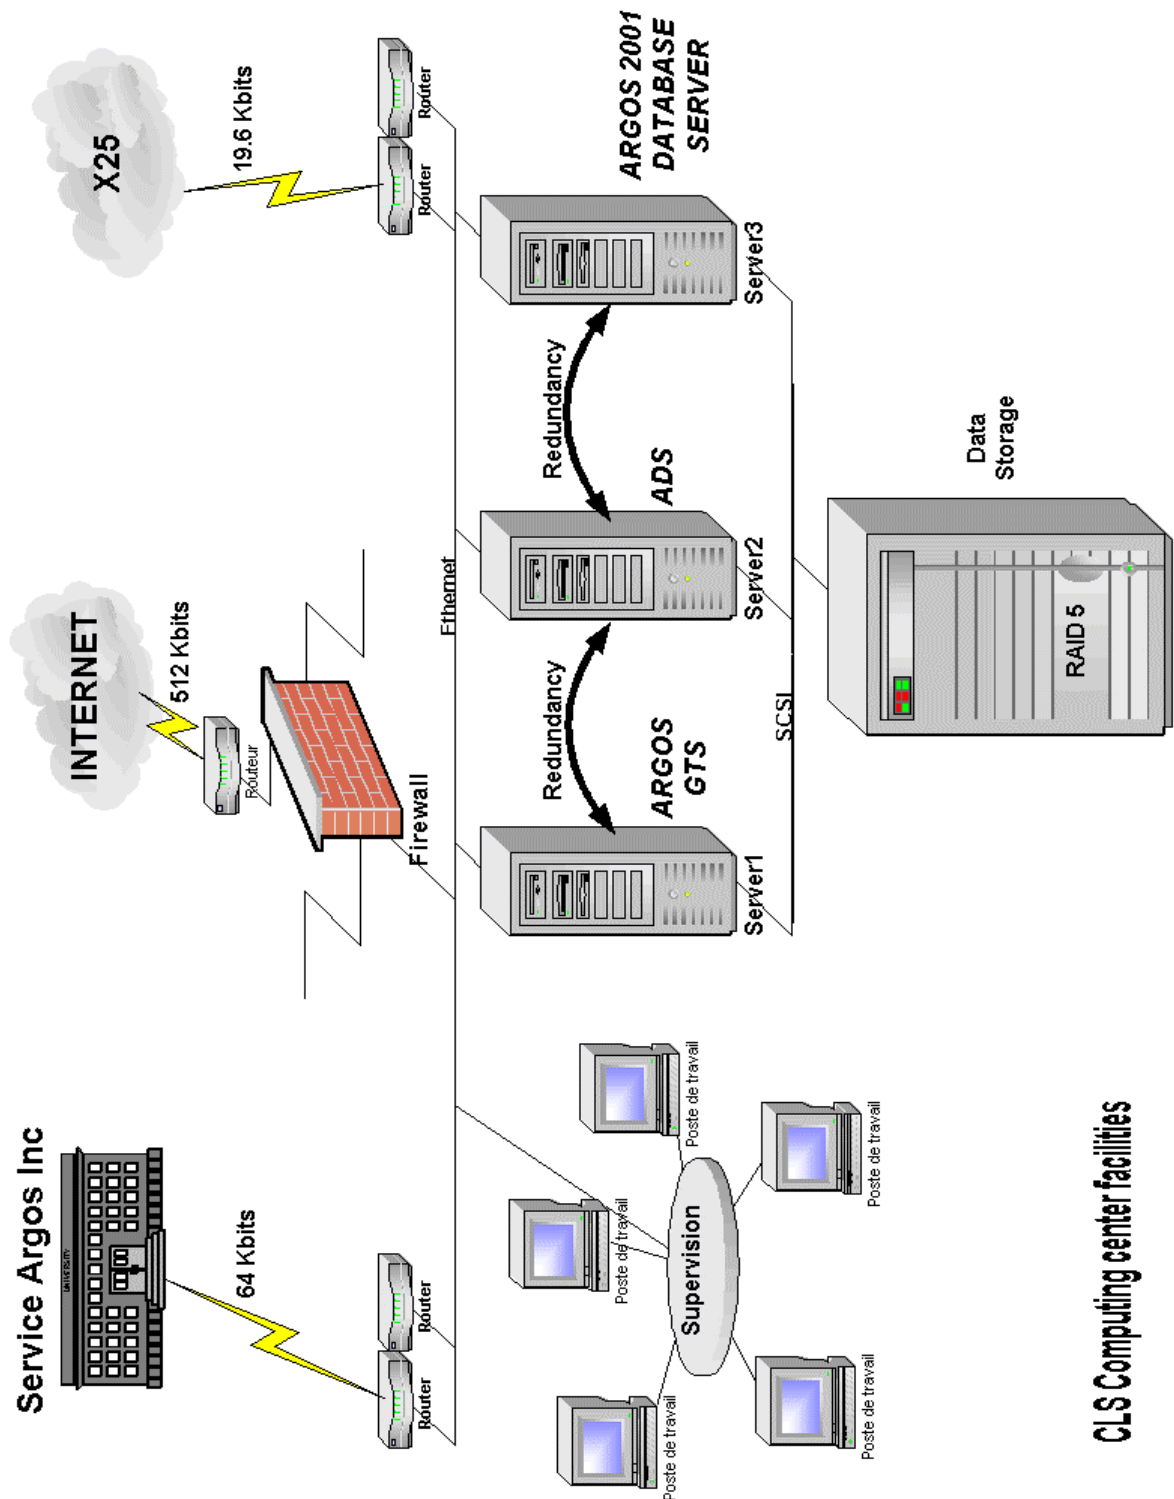 Service Argos Inc
UNIVERSITY
64 Kbits
Router
Router
INTERNET
512 Kbits
Routeur
Firewall
X25
19.6 Kbits
Router
Router
Ethernet
Redundancy
Redundancy
ARGOS
GTS
ADS
ARGOS 2001
DATABASE
SERVER
Server1
Server2
Server3
SCSI
Poste de travail
Poste de travail
Poste de travail
Supervision
Poste de travail
Poste de travail
Data
Storage
RAID 5
CLS Computing center facilities